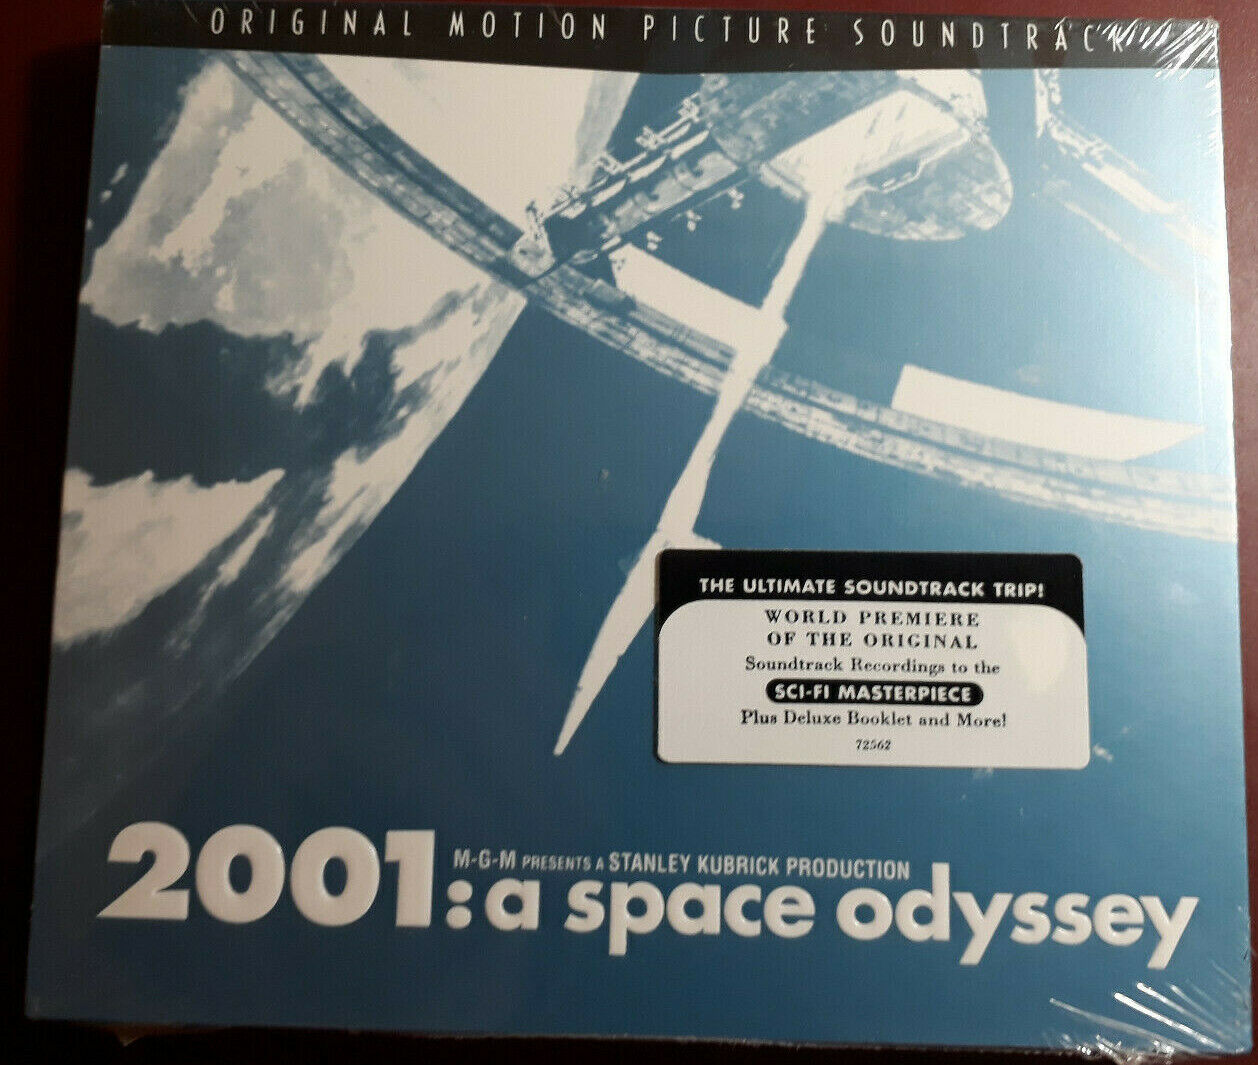 ORIGINAL MOTION PICTURE SOUNDTRACK
THE ULTIMATE SOUNDTRACK TRIP!
WORLD PREMIERE
OF THE ORIGINAL
Soundtrack Recordings to the
SCI-FI MASTERPIECE
Plus Deluxe Booklet and More!
72562
M-G-M PRESENTS A STANLEY KUBRICK PRODUCTION
2001: a space odyssey